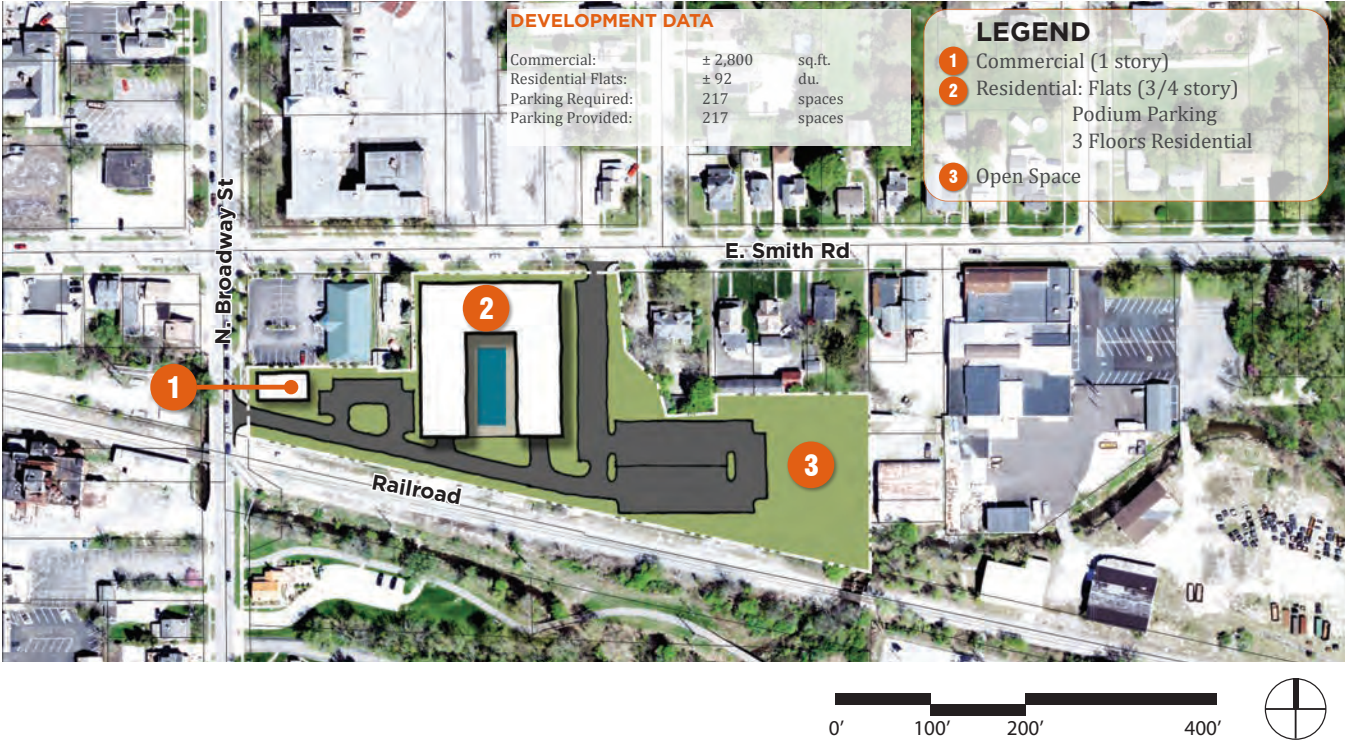 DEVELOPMENT DATA
Commercial: ± 2,800 sq.ft.
Residential Flats: ± 92 du.
Parking Required: 217 spaces
Parking Provided: 217 spaces
LEGEND
1 Commercial (1 story)
2 Residential: Flats (3/4 story)
Podium Parking
3 Floors Residential
3 Open Space
N. Broadway St
E. Smith Rd
2
1
3
Railroad
0' 100' 200' 400'